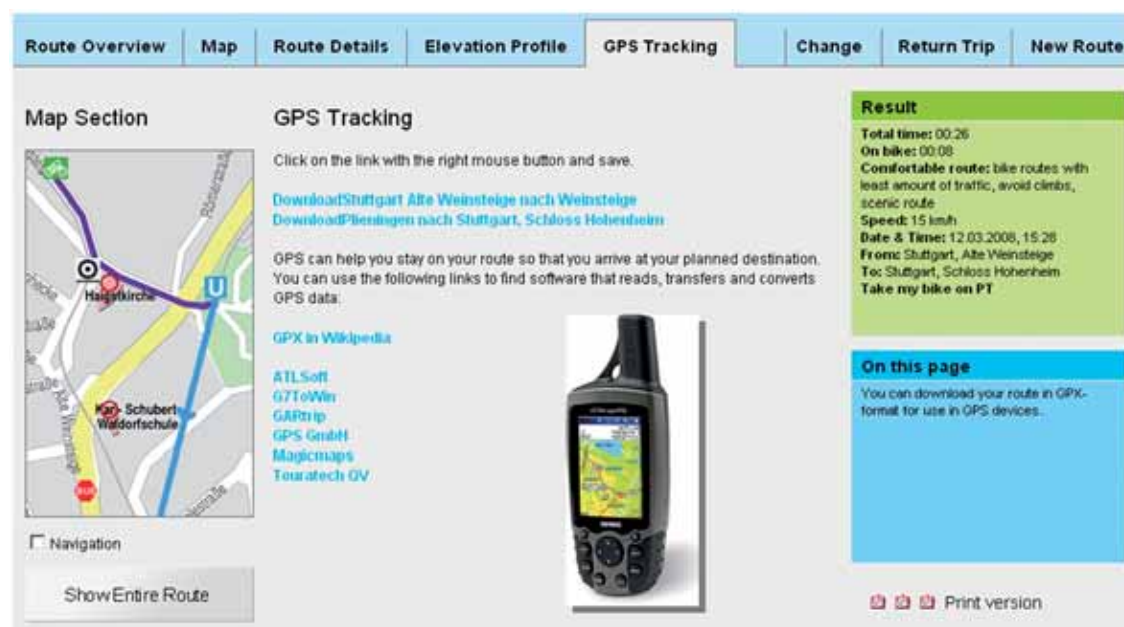 Route Overview
Map
Route Details
Elevation Profile
GPS Tracking
Change
Return Trip
New Route
Map Section
Römerstraße
Haigstkirche
U
Alte Weinsteige
Karl-Schubert-
Waldorfschule
BUS
Navigation
Show Entire Route
GPS Tracking
Click on the link with the right mouse button and save.
DownloadStuttgart Alte Weinsteige nach Weinsteige
DownloadPlieningen nach Stuttgart, Schloss Hohenheim
GPS can help you stay on your route so that you arrive at your planned destination.
You can use the following links to find software that reads, transfers and converts
GPS data:
GPX in Wikipedia
ATLSoft
G7ToWin
GARtrip
GPS GmbH
Magicmaps
Touratech QV
Result
Total time: 00:26
On bike: 00:08
Comfortable route: bike routes with
least amount of traffic, avoid climbs,
scenic route
Speed: 15 km/h
Date & Time: 12.03.2008, 15:28
From: Stuttgart, Alte Weinsteige
To: Stuttgart, Schloss Hohenheim
Take my bike on PT
On this page
You can download your route in GPX-
format for use in GPS devices.
Print version